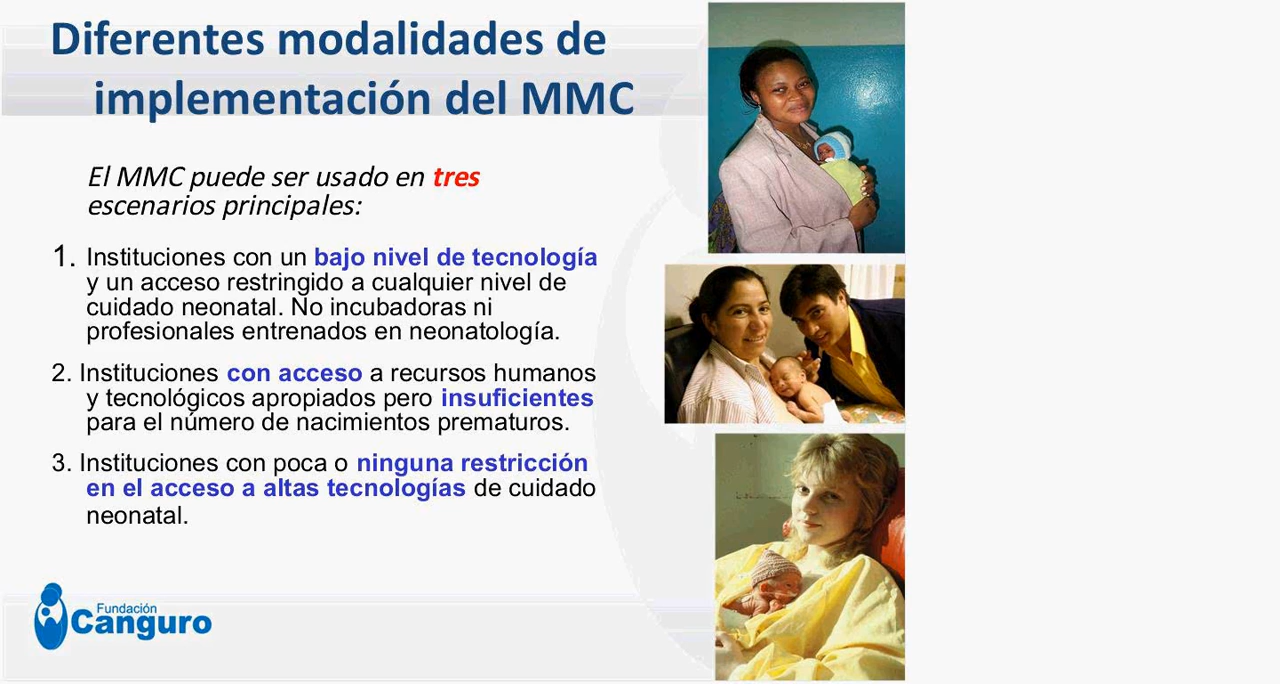 Diferentes modalidades de
implementación del MMC
El MMC puede ser usado en tres
escenarios principales:
1. Instituciones con un bajo nivel de tecnología
y un acceso restringido a cualquier nivel de
cuidado neonatal. No incubadoras ni
profesionales entrenados en neonatología.
2. Instituciones con acceso a recursos humanos
y tecnológicos apropiados pero insuficientes
para el número de nacimientos prematuros.
3. Instituciones con poca o ninguna restricción
en el acceso a altas tecnologías de cuidado
neonatal.
Fundación
Canguro